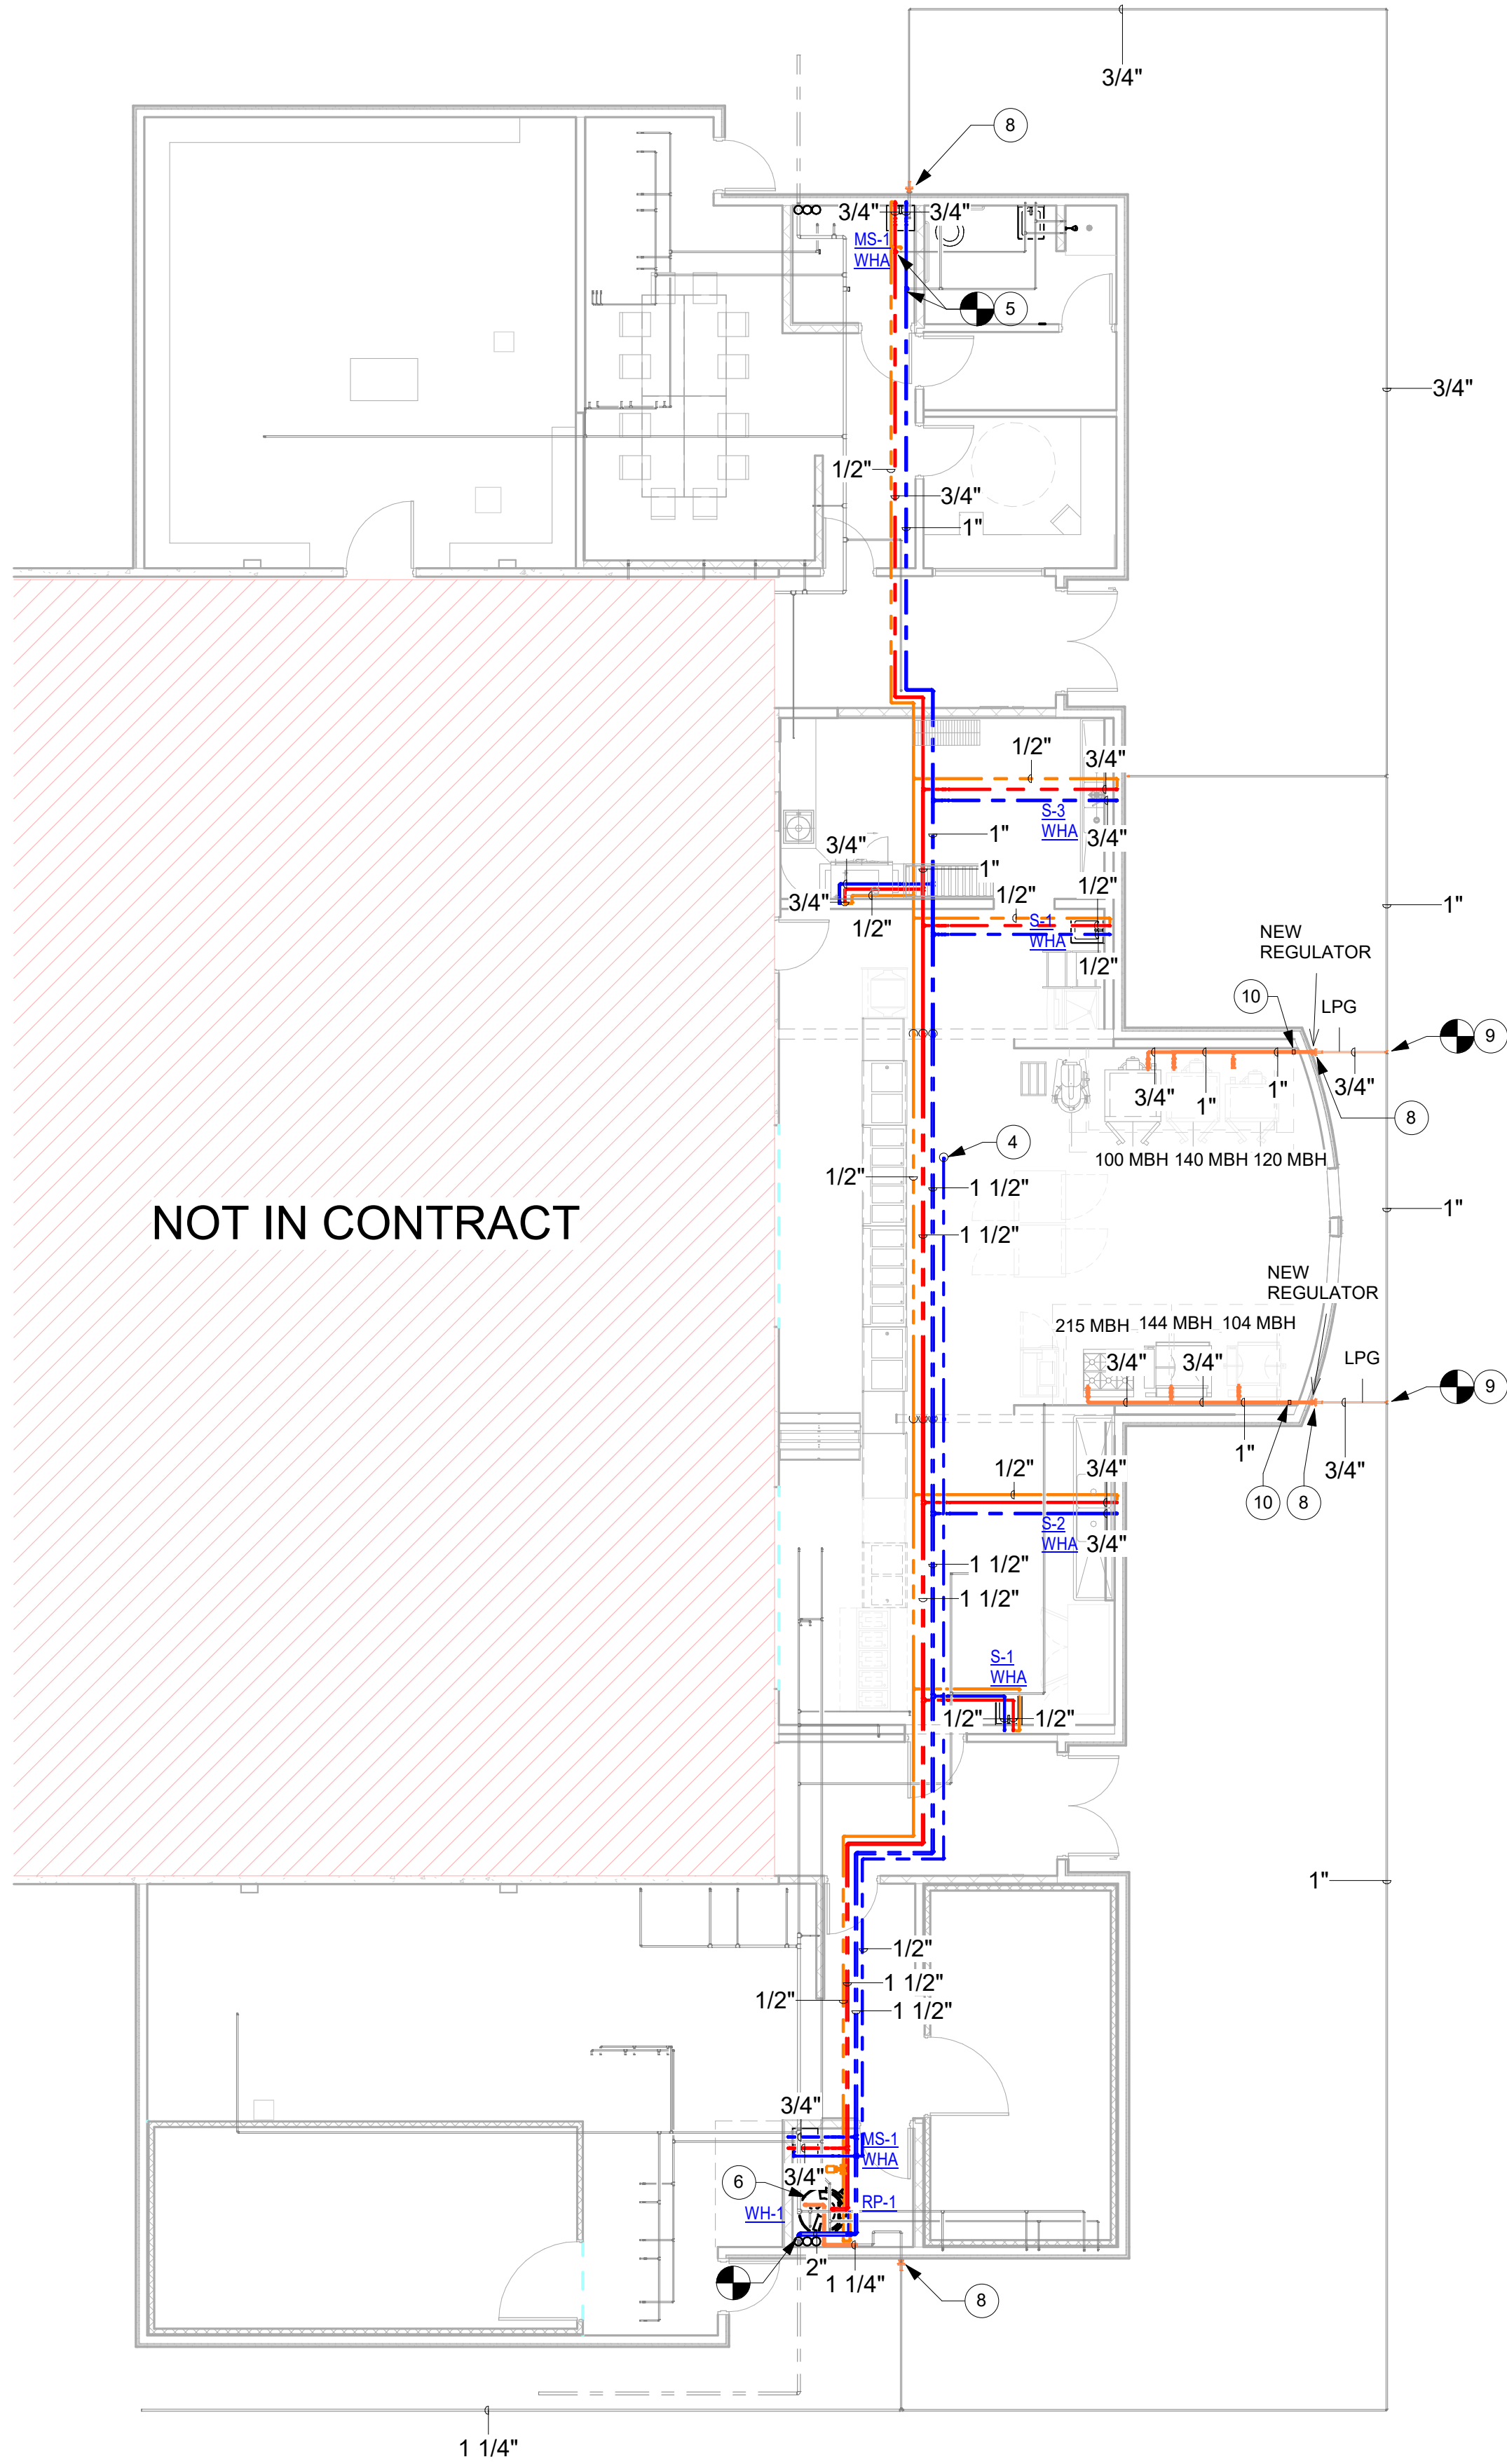 3/4"
8
3/4"
3/4"
MS-1
WHA
5
3/4"
1/2"
3/4"
1"
1/2"
3/4"
S-3
WHA
1"
3/4"
3/4"
1"
1/2"
1/2"
3/4"
1"
S-1
WHA
1/2"
NEW
REGULATOR
1/2"
10
LPG
9
3/4"
1"
1"
3/4"
8
4
100 MBH
140 MBH
120 MBH
1/2"
1 1/2"
1"
NOT IN CONTRACT
1 1/2"
NEW
REGULATOR
215 MBH
144 MBH
104 MBH
3/4"
3/4"
LPG
9
1"
1/2"
3/4"
3/4"
10
8
S-2
WHA
3/4"
1 1/2"
1 1/2"
S-1
WHA
1/2"
1/2"
1"
1/2"
1 1/2"
1/2"
1 1/2"
3/4"
MS-1
WHA
3/4"
6
WH-1
RP-1
2"
1 1/4"
8
1 1/4"